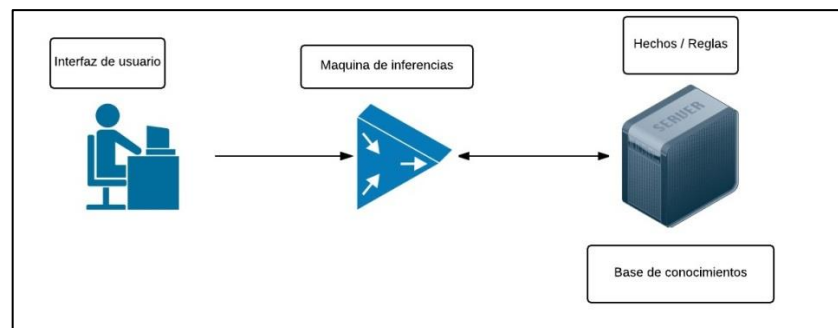 Interfaz de usuario
Maquina de inferencias
Hechos / Reglas
SERVER
Base de conocimientos